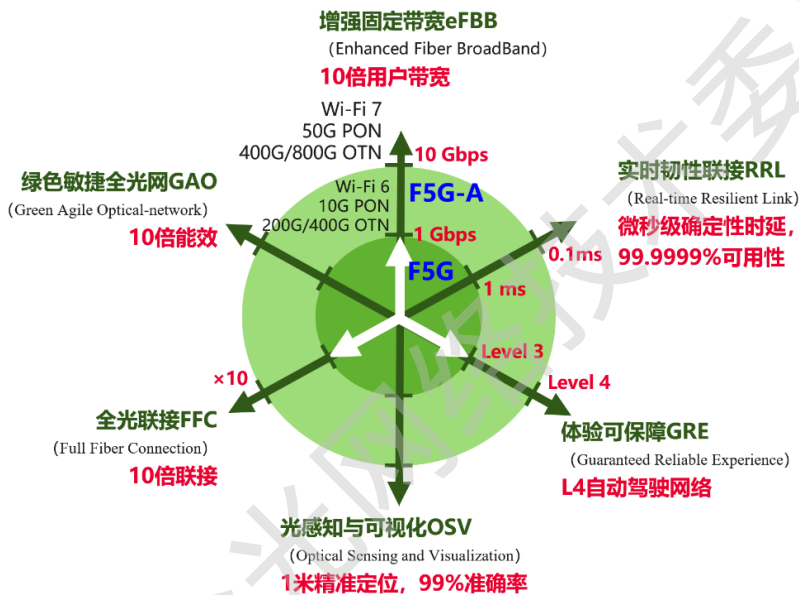 增强固定带宽eFBB
（Enhanced Fiber BroadBand）
10倍用户带宽
Wi-Fi 7
50G PON
400G/800G OTN
10 Gbps
绿色敏捷全光网GAO
（Green Agile Optical-network）
10倍能效
Wi-Fi 6
10G PON
200G/400G OTN
F5G-A
1 Gbps
F5G
实时韧性联接RRL
（Real-time Resilient Link）
微秒级确定性时延，
99.9999%可用性
0.1ms
1 ms
Level 3
Level 4
×10
全光联接FFC
（Full Fiber Connection）
10倍联接
体验可保障GRE
（Guaranteed Reliable Experience）
L4自动驾驶网络
光感知与可视化OSV
（Optical Sensing and Visualization）
1米精准定位，99%准确率
光网络技术委